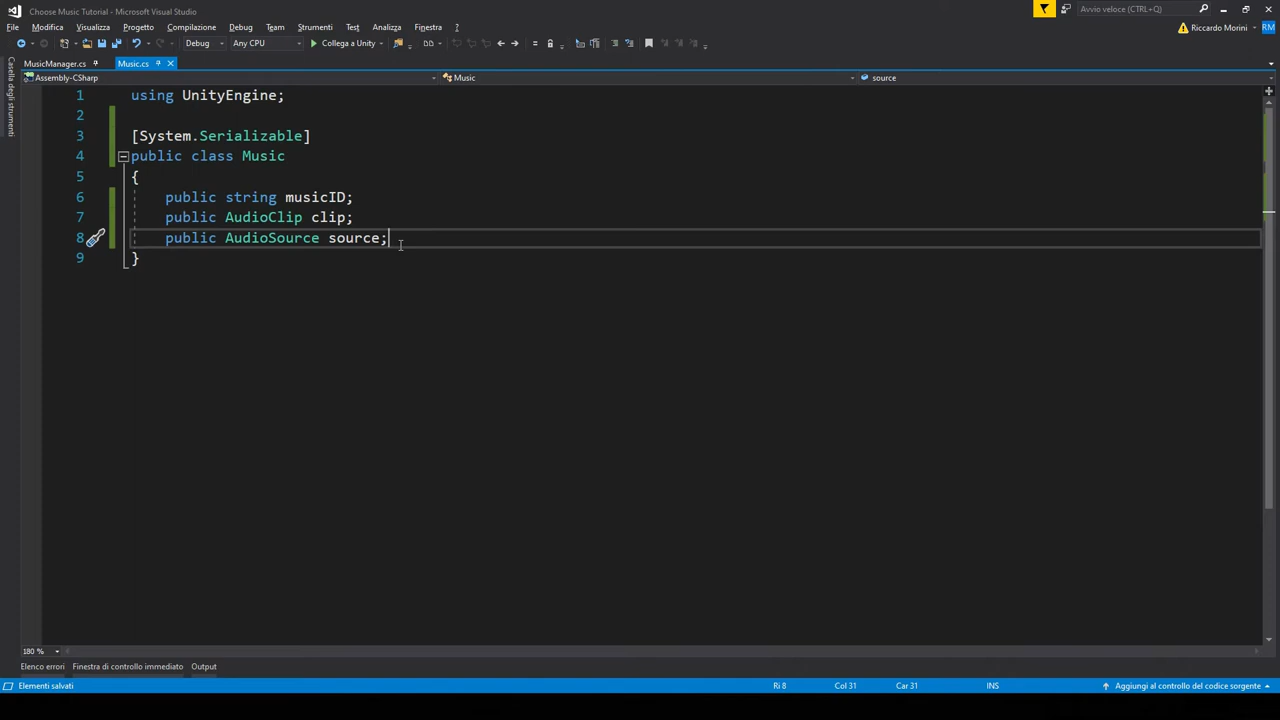 Choose Music Tutorial - Microsoft Visual Studio
Avvio veloce (CTRL+Q)
File Modifica Visualizza Progetto Compilazione Debug Team Strumenti Test Analizza Finestra ?
Riccardo Morini RM
Debug Any CPU Collega a Unity
MusicManager.cs Music.cs
Assembly-CSharp Music source
Casella degli strumenti
1 using UnityEngine;
2
3 [System.Serializable]
4 public class Music
5 {
6 public string musicID;
7 public AudioClip clip;
8 public AudioSource source;
9 }
180 %
Elenco errori Finestra di controllo immediato Output
Elementi salvati Ri 8 Col 31 Car 31 INS Aggiungi al controllo del codice sorgente